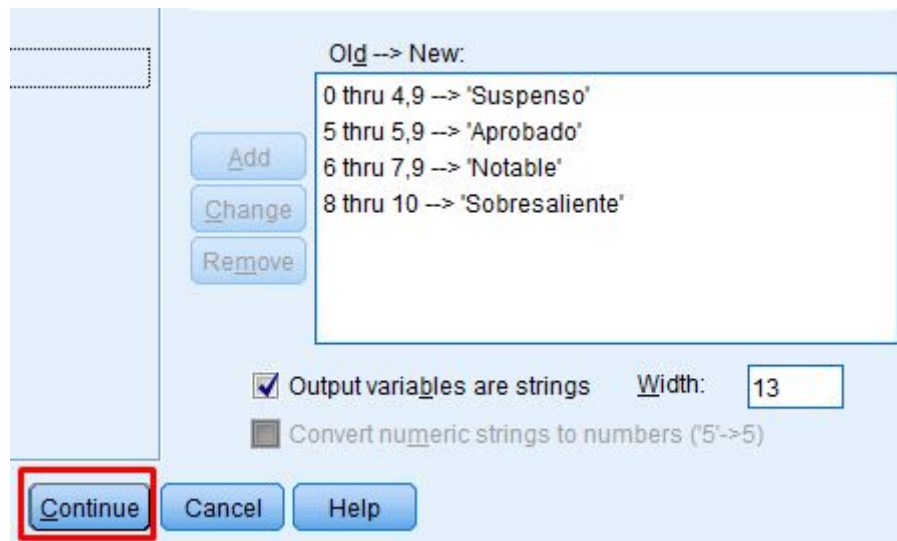 Old --> New:
0 thru 4,9 --> 'Suspenso'
5 thru 5,9 --> 'Aprobado'
6 thru 7,9 --> 'Notable'
8 thru 10 --> 'Sobresaliente'
Add
Change
Remove
Output variables are strings Width: 13
Convert numeric strings to numbers ('5'->5)
Continue Cancel Help